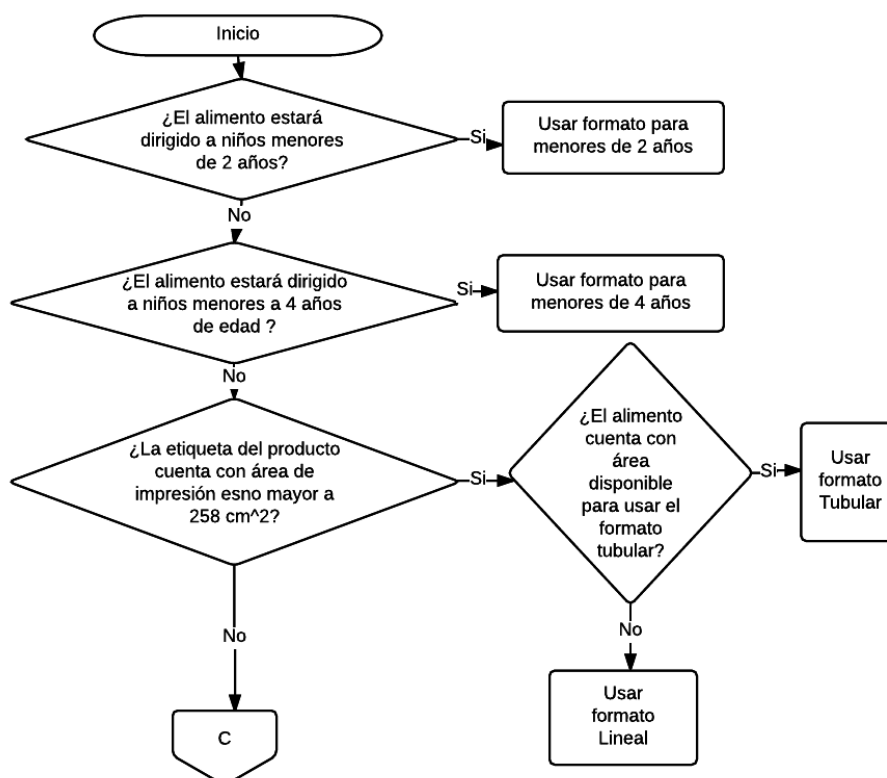 Inicio
¿El alimento estará
dirigido a niños menores
de 2 años?
Si
Usar formato para
menores de 2 años
No
¿El alimento estará dirigido
a niños menores a 4 años
de edad ?
Si
Usar formato para
menores de 4 años
No
¿La etiqueta del producto
cuenta con área de
impresión esno mayor a
258 cm^2?
Si
¿El alimento
cuenta con
área
disponible
para usar el
formato
tubular?
Si
Usar
formato
Tubular
No
Usar
formato
Lineal
No
C